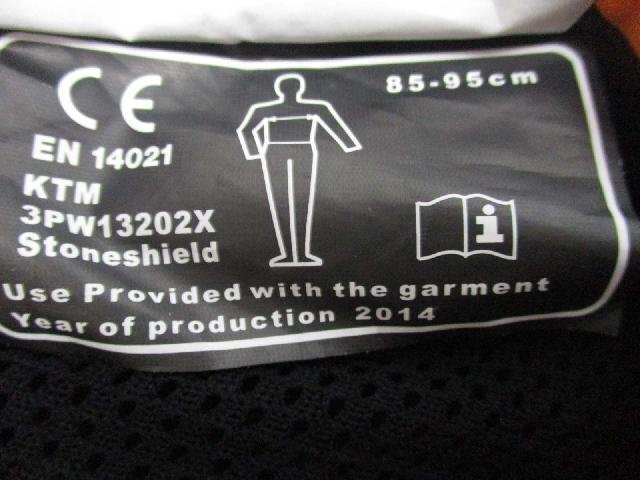 CE
85-95cm
EN 14021
KTM
3PW13202X
Stoneshield
i
Use Provided with the garment
Year of production 2014